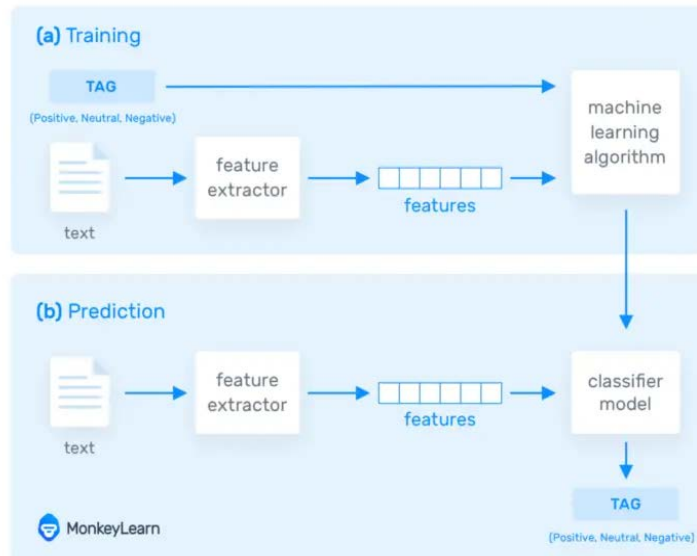 (a) Training
TAG
(Positive, Neutral, Negative)
text
feature
extractor
features
machine
learning
algorithm
(b) Prediction
text
feature
extractor
features
classifier
model
TAG
(Positive, Neutral, Negative)
MonkeyLearn